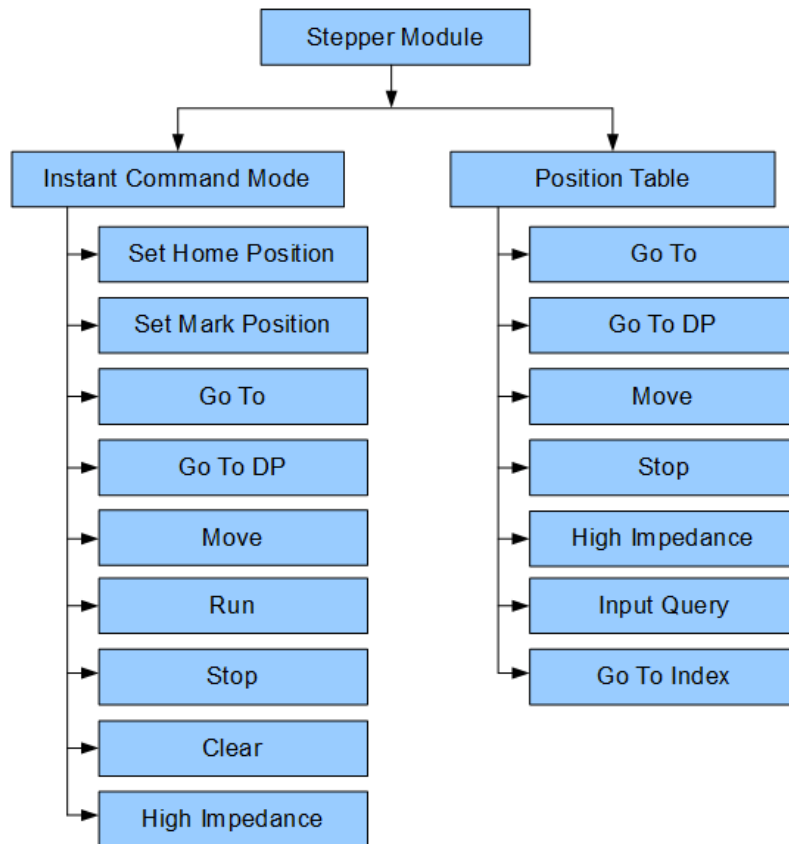 Stepper Module
Instant Command Mode
Set Home Position
Set Mark Position
Go To
Go To DP
Move
Run
Stop
Clear
High Impedance
Position Table
Go To
Go To DP
Move
Stop
High Impedance
Input Query
Go To Index